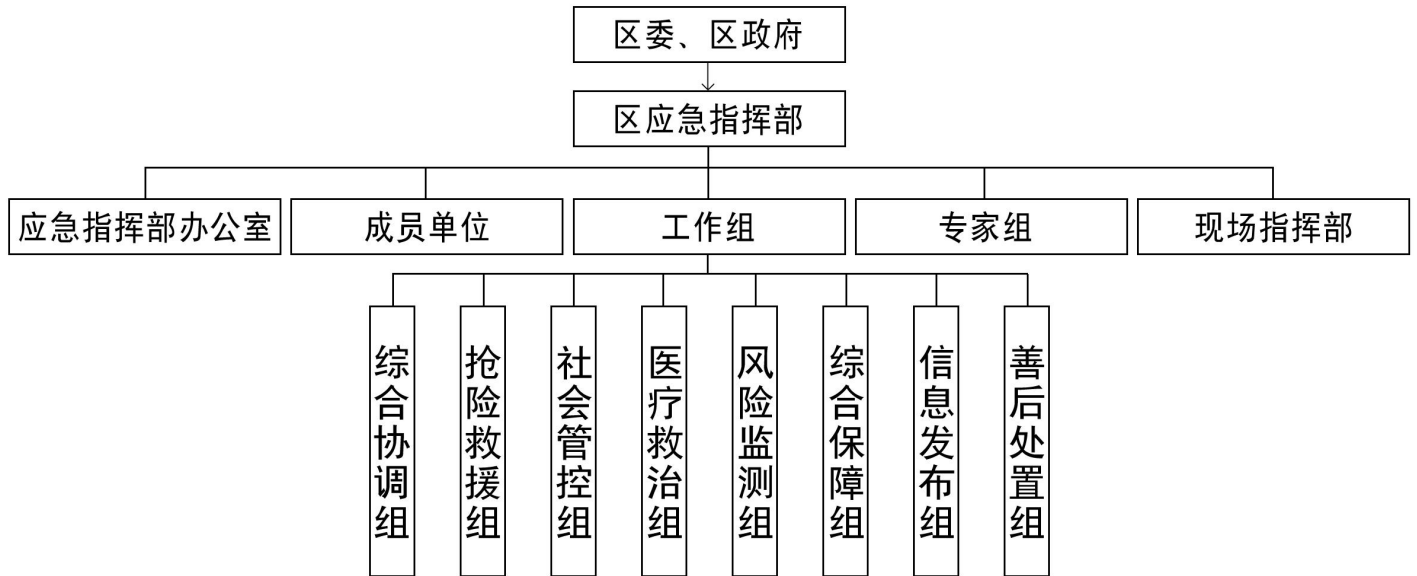 区委、区政府
区应急指挥部
应急指挥部办公室
成员单位
工作组
专家组
现场指挥部
综合协调组
抢险救援组
社会管控组
医疗救治组
风险监测组
综合保障组
信息发布组
善后处置组